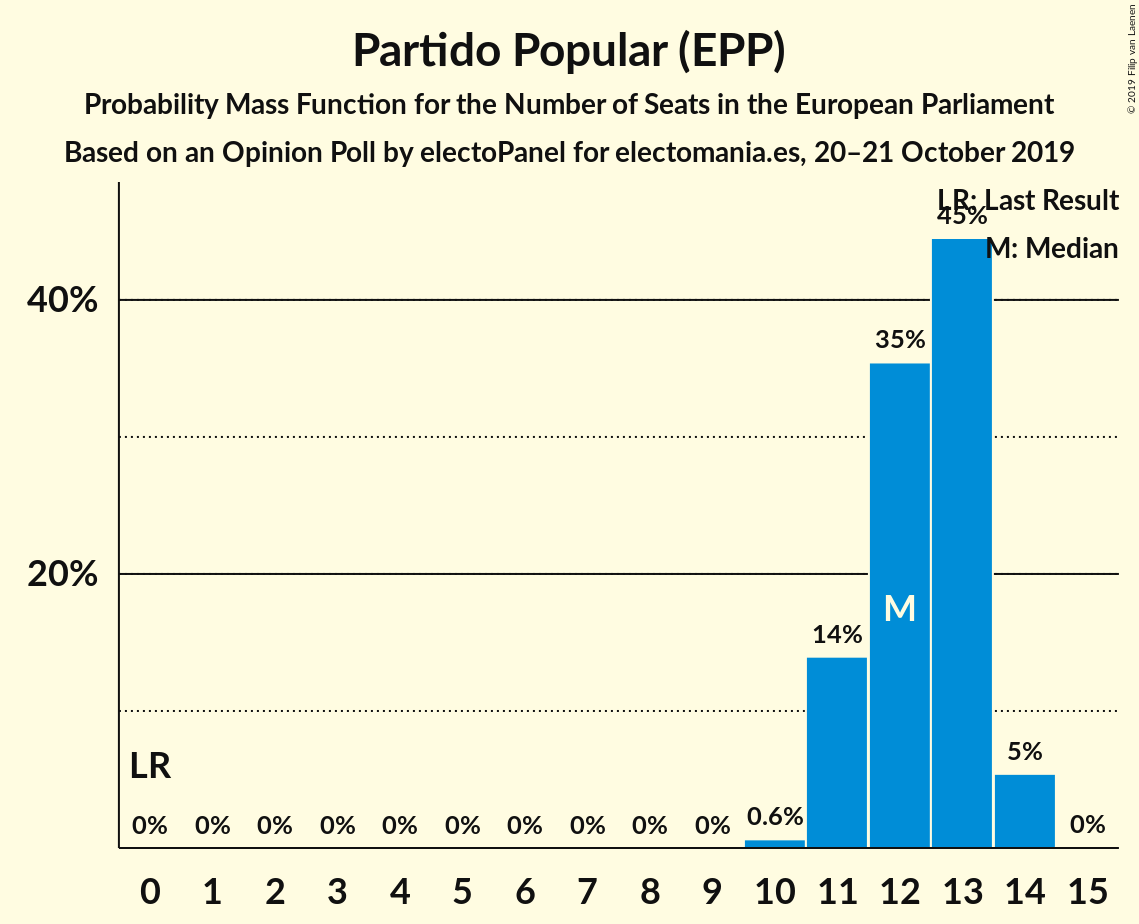 Partido Popular (EPP)
Probability Mass Function for the Number of Seats in the European Parliament
Based on an Opinion Poll by electoPanel for electomania.es, 20–21 October 2019
© 2019 Filip van Laenen
LR: Last Result
M: Median
45%
40%
35%
20%
M
14%
LR
5%
0% 0% 0% 0% 0% 0% 0% 0% 0% 0% 0.6% 0%
0 1 2 3 4 5 6 7 8 9 10 11 12 13 14 15